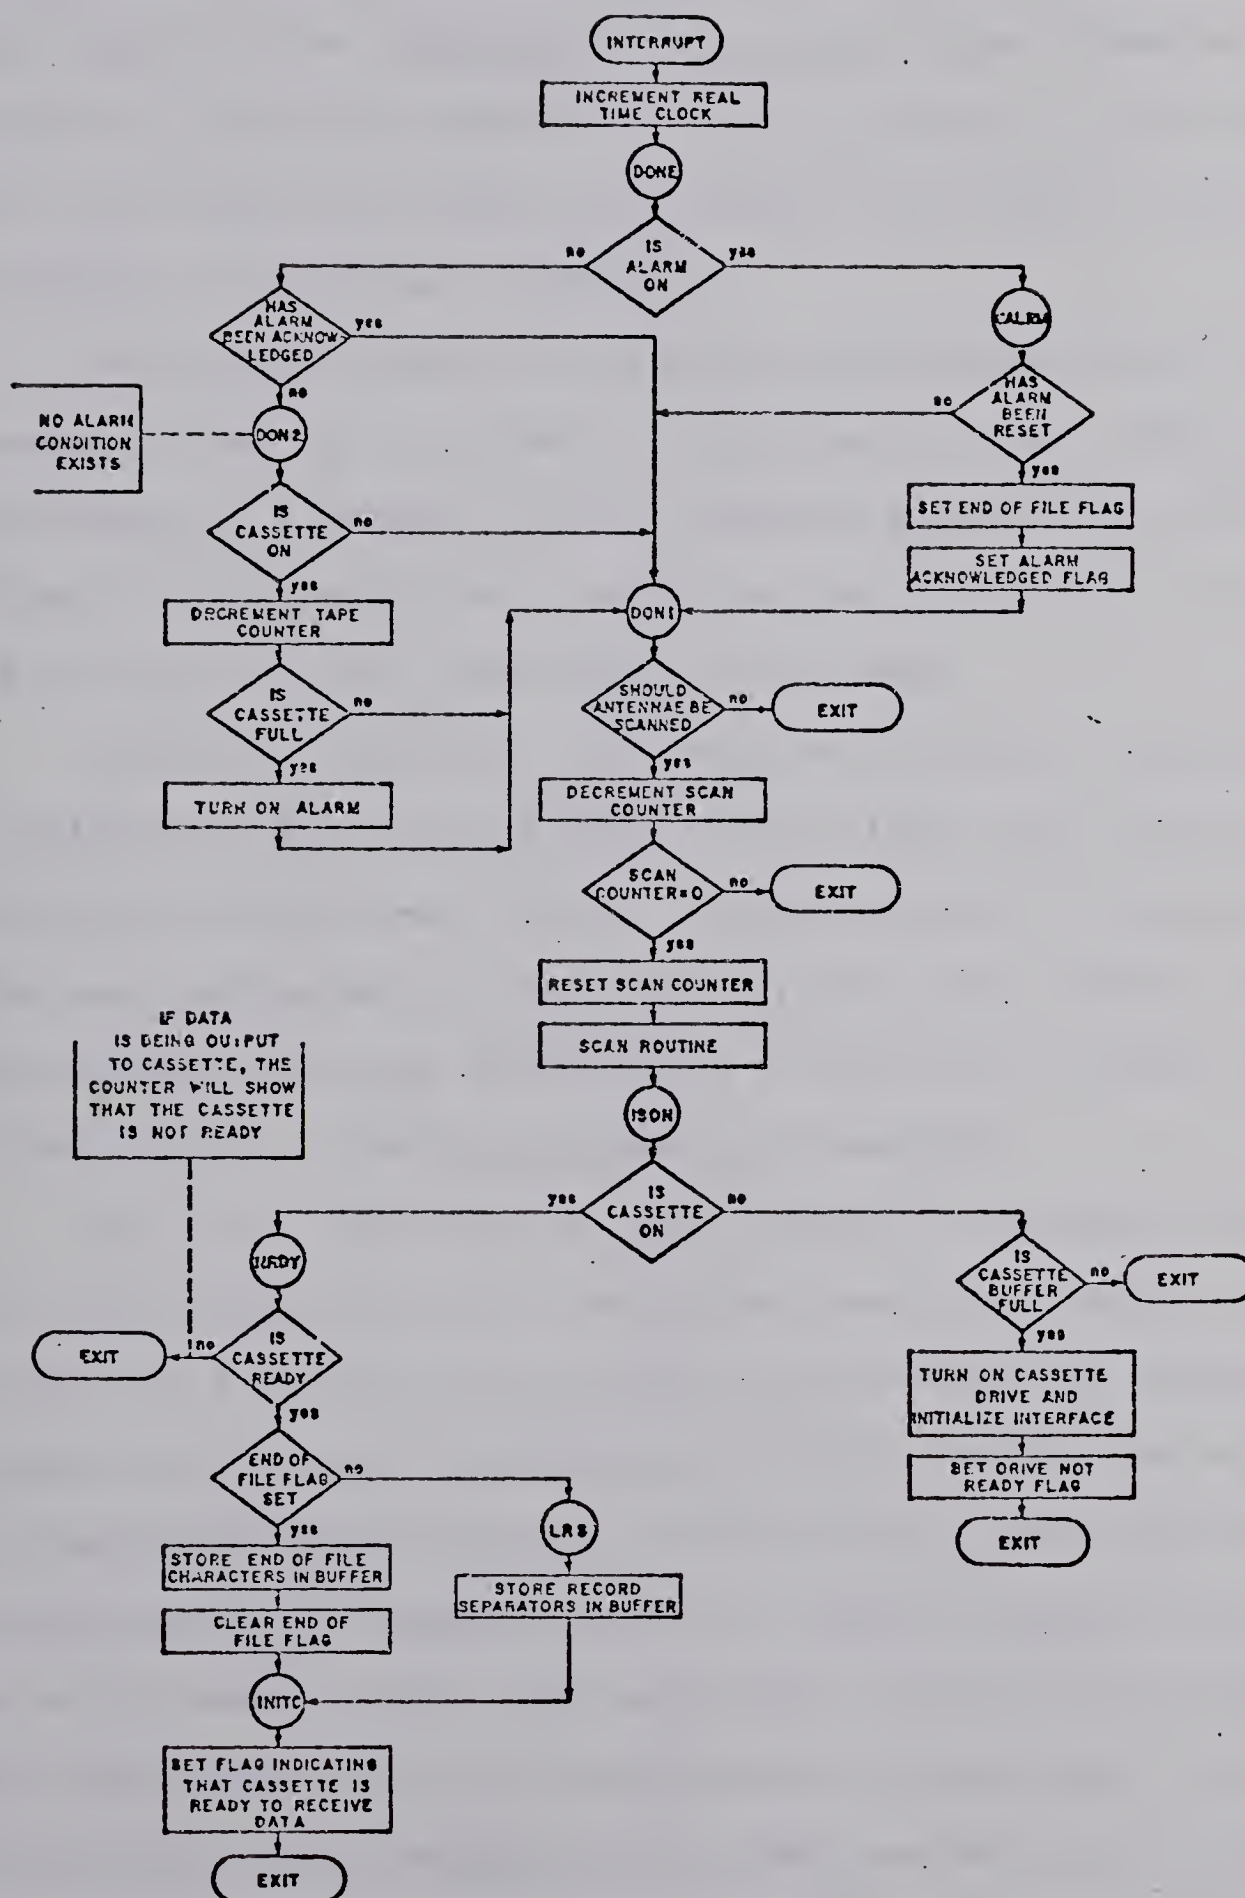 INTERRUPT
INCREMENT REAL
TIME CLOCK
DONE
IS
ALARM
ON
no
yes
HAS
ALARM
BEEN ACKNOW-
LEDGED
yes
no
CALRM
HAS
ALARM
BEEN
RESET
no
yes
NO ALARM
CONDITION
EXISTS
DON2
IS
CASSETTE
ON
no
yes
SET END OF FILE FLAG
SET ALARM
ACKNOWLEDGED FLAG
DECREMENT TAPE
COUNTER
DON1
IS
CASSETTE
FULL
no
yes
TURN ON ALARM
SHOULD
ANTENNAE BE
SCANNED
no
EXIT
yes
DECREMENT SCAN
COUNTER
SCAN
COUNTER=0
no
EXIT
yes
RESET SCAN COUNTER
SCAN ROUTINE
IF DATA
IS BEING OUTPUT
TO CASSETTE, THE
COUNTER WILL SHOW
THAT THE CASSETTE
IS NOT READY
ISON
IS
CASSETTE
ON
yes
no
IS
CASSETTE
READY
no
EXIT
yes
IS
CASSETTE
BUFFER
FULL
no
EXIT
yes
TURN ON CASSETTE
DRIVE AND
INITIALIZE INTERFACE
SET DRIVE NOT
READY FLAG
EXIT
END OF
FILE FLAG
SET
no
yes
LRS
STORE END OF FILE
CHARACTERS IN BUFFER
STORE RECORD
SEPARATORS IN BUFFER
CLEAR END OF
FILE FLAG
INITC
SET FLAG INDICATING
THAT CASSETTE IS
READY TO RECEIVE
DATA
EXIT